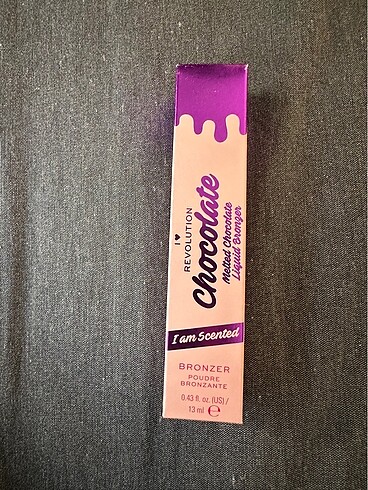 I ♥
REVOLUTION
Chocolate
Melted Chocolate
Liquid Bronzer
I am Scented
BRONZER
POUDRE
BRONZANTE
0.43 fl. oz. (US) /
13 ml ℮